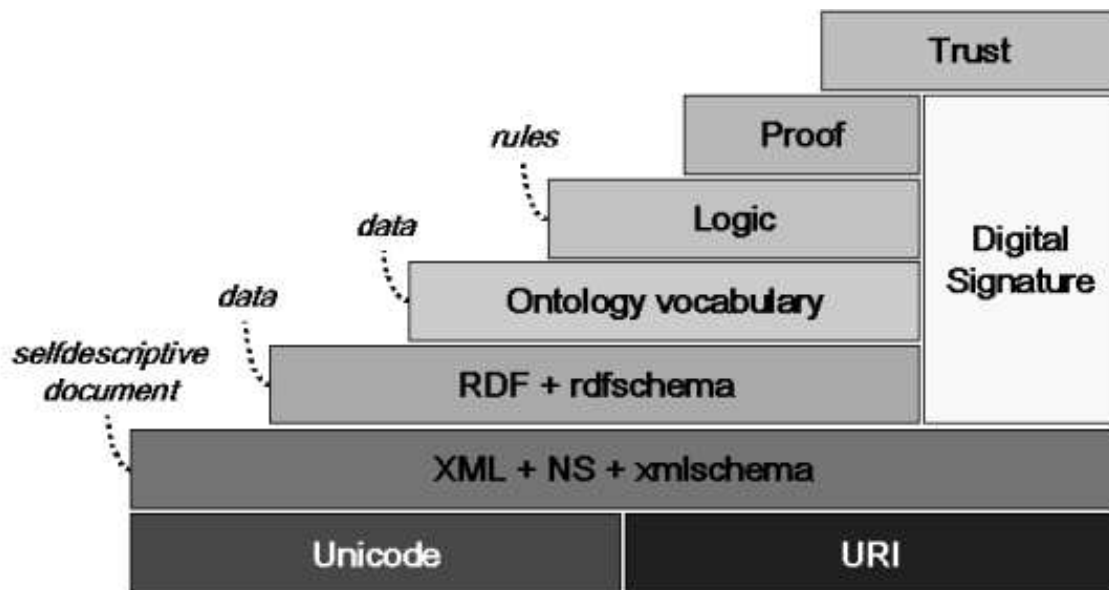 Trust
Proof
rules
Logic
data
Digital
Signature
Ontology vocabulary
data
RDF + rdfschema
selfdescriptive
document
XML + NS + xmlschema
Unicode
URI